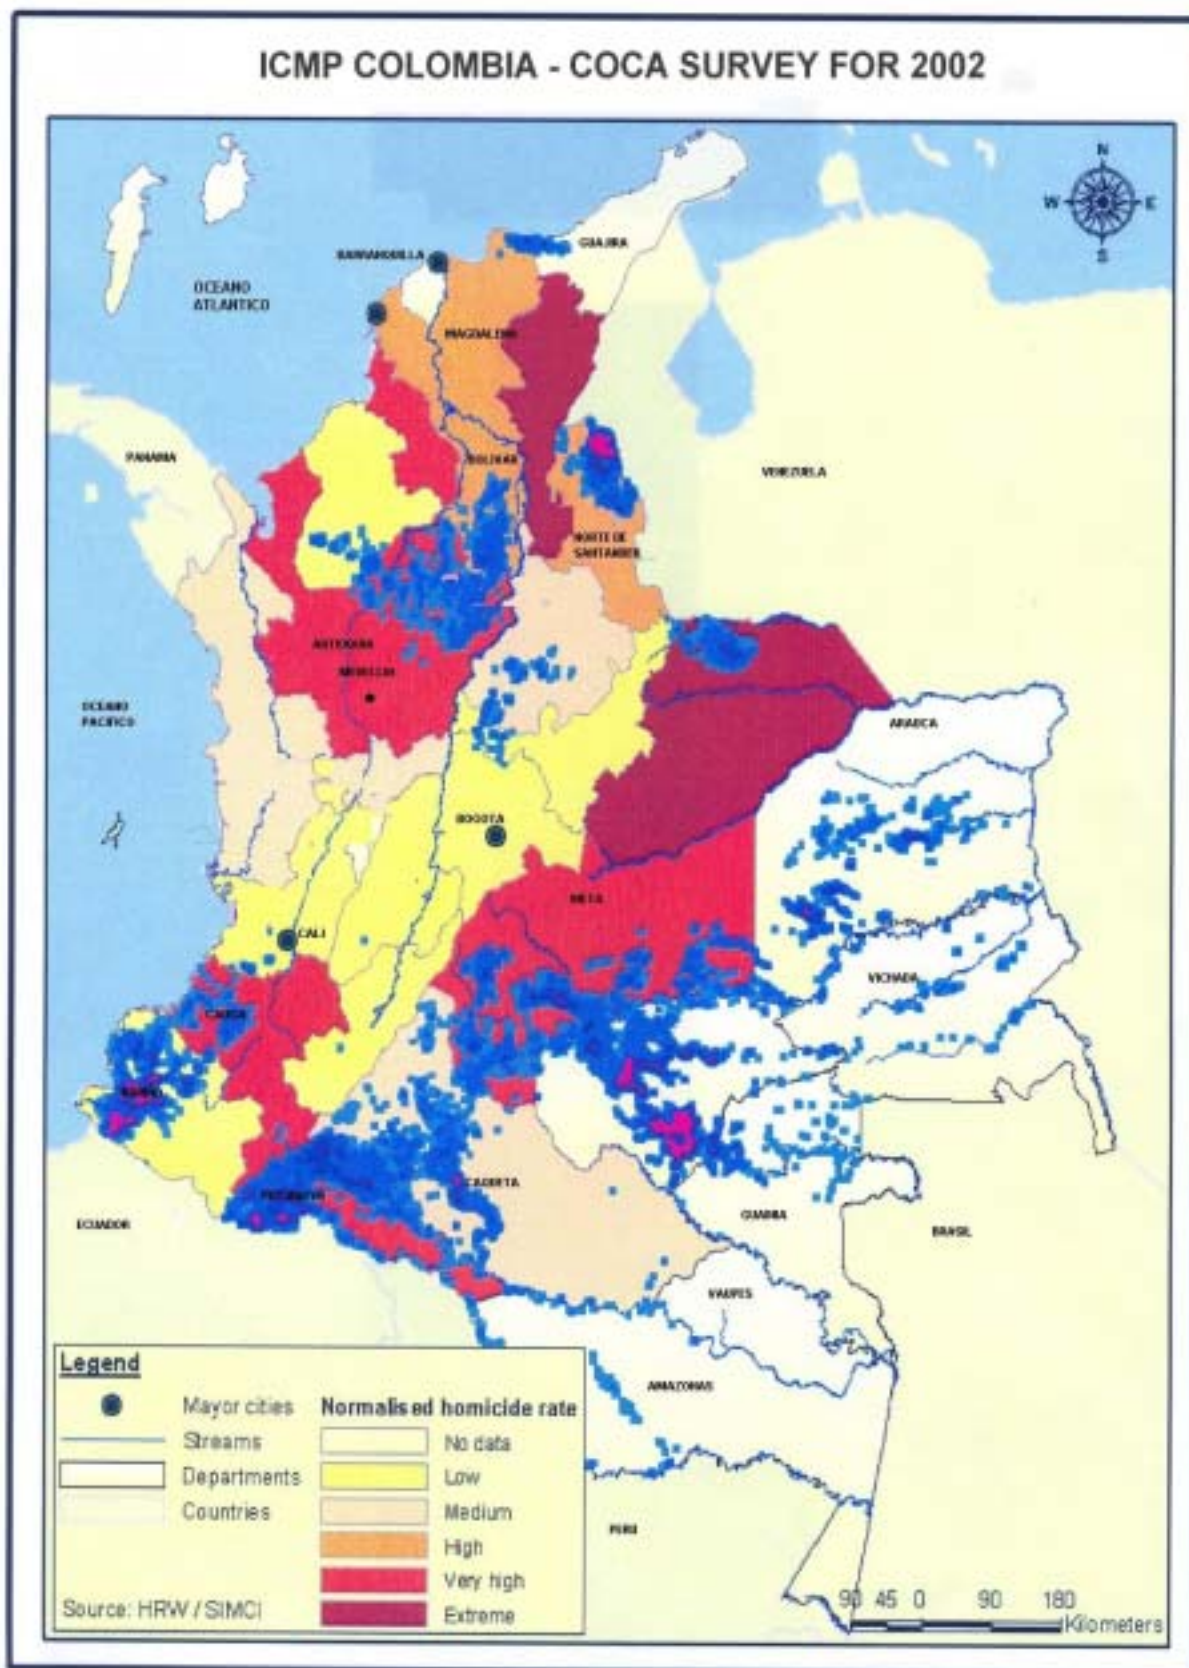 ICMP COLOMBIA - COCA SURVEY FOR 2002
N
W
E
S
GUAJIRA
OCEANO
ATLANTICO
MAGDALENA
PANAMA
BOLIVAR
VENEZUELA
NORTE DE
SANTANDER
ANTIOQUIA
MEDELLIN
OCEANO
PACIFICO
ARAUCA
BOGOTA
META
CALI
VICHADA
CAUCA
NARIÑO
PUTUMAYO
CAQUETA
ECUADOR
GUAINIA
BRASIL
VAUPES
AMAZONAS
PERU
Legend
Mayor cities
Streams
Departments
Countries
Normalised homicide rate
No data
Low
Medium
High
Very high
Extreme
Source: HRW / SIMCI
90 45 0 90 180
Kilometers